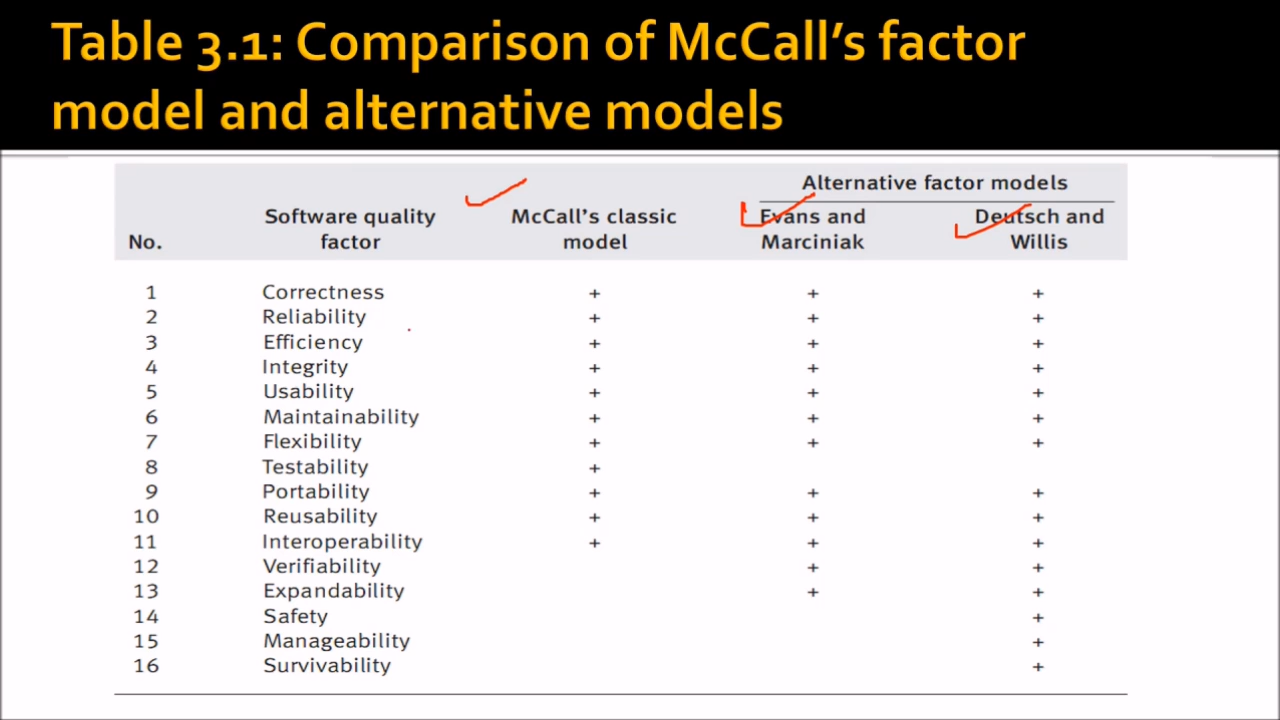 Table 3.1: Comparison of McCall's factor
model and alternative models
Alternative factor models
Software quality McCall's classic Evans and Deutsch and
No. factor model Marciniak Willis
1 Correctness + + +
2 Reliability + + +
3 Efficiency + + +
4 Integrity + + +
5 Usability + + +
6 Maintainability + + +
7 Flexibility + + +
8 Testability +
9 Portability + + +
10 Reusability + + +
11 Interoperability + + +
12 Verifiability + +
13 Expandability + +
14 Safety +
15 Manageability +
16 Survivability +